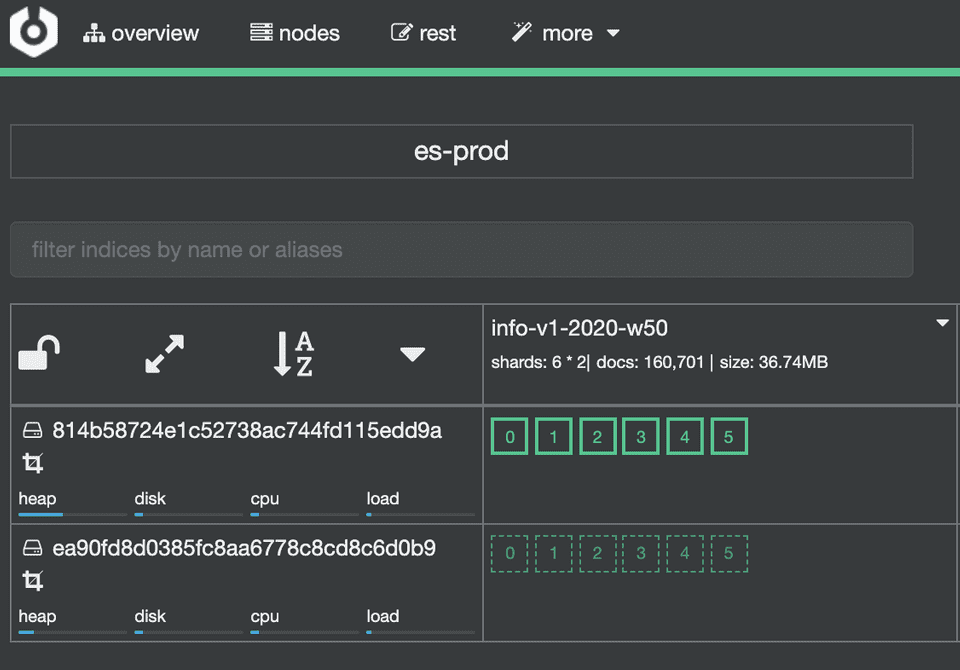 overview nodes rest more
es-prod
filter indices by name or aliases
A
Z
info-v1-2020-w50
shards: 6 * 2| docs: 160,701 | size: 36.74MB
814b58724e1c52738ac744fd115edd9a
0 1 2 3 4 5
heap disk cpu load
ea90fd8d0385fc8aa6778c8cd8c6d0b9
0 1 2 3 4 5
heap disk cpu load